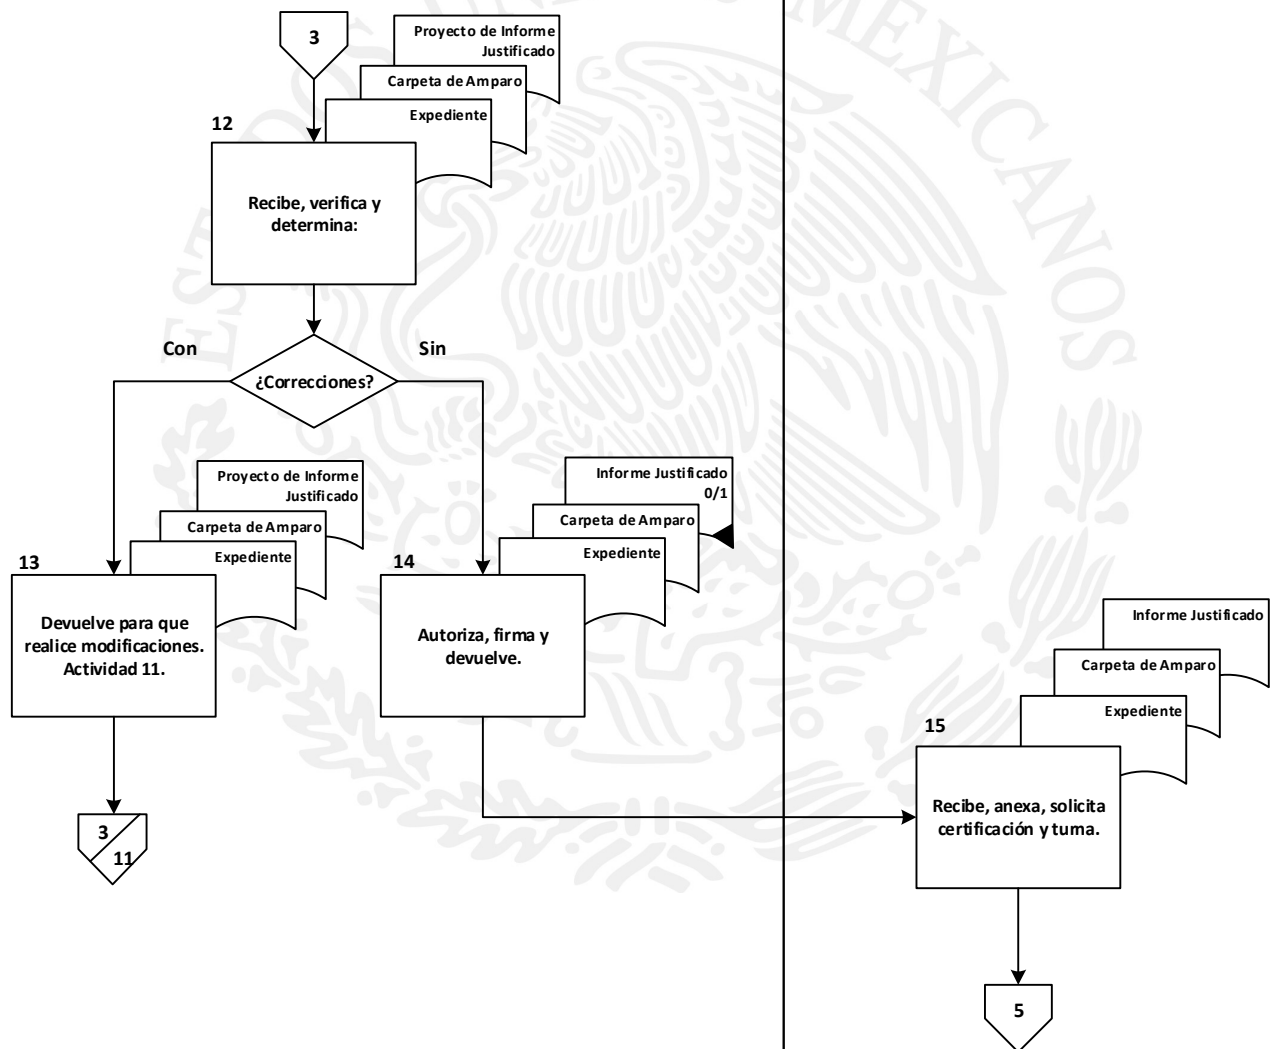 3
Proyecto de Informe
Justificado
Carpeta de Amparo
Expediente
12
Recibe, verifica y
determina:
Con
Sin
¿Correcciones?
Proyecto de Informe
Justificado
Carpeta de Amparo
Expediente
13
Devuelve para que
realice modificaciones.
Actividad 11.
3
11
Informe Justificado
0/1
Carpeta de Amparo
Expediente
14
Autoriza, firma y
devuelve.
Informe Justificado
Carpeta de Amparo
Expediente
15
Recibe, anexa, solicita
certificación y turna.
5
MEXICANOS